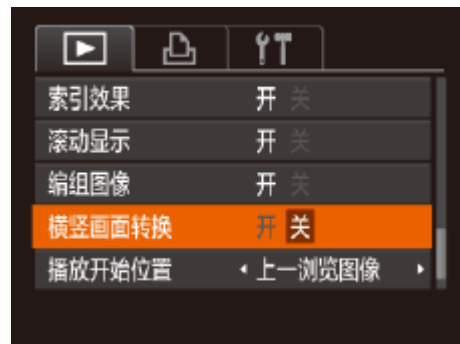 索引效果 开 关
滚动显示 开 关
编组图像 开 关
横竖画面转换 开 关
播放开始位置 上一浏览图像